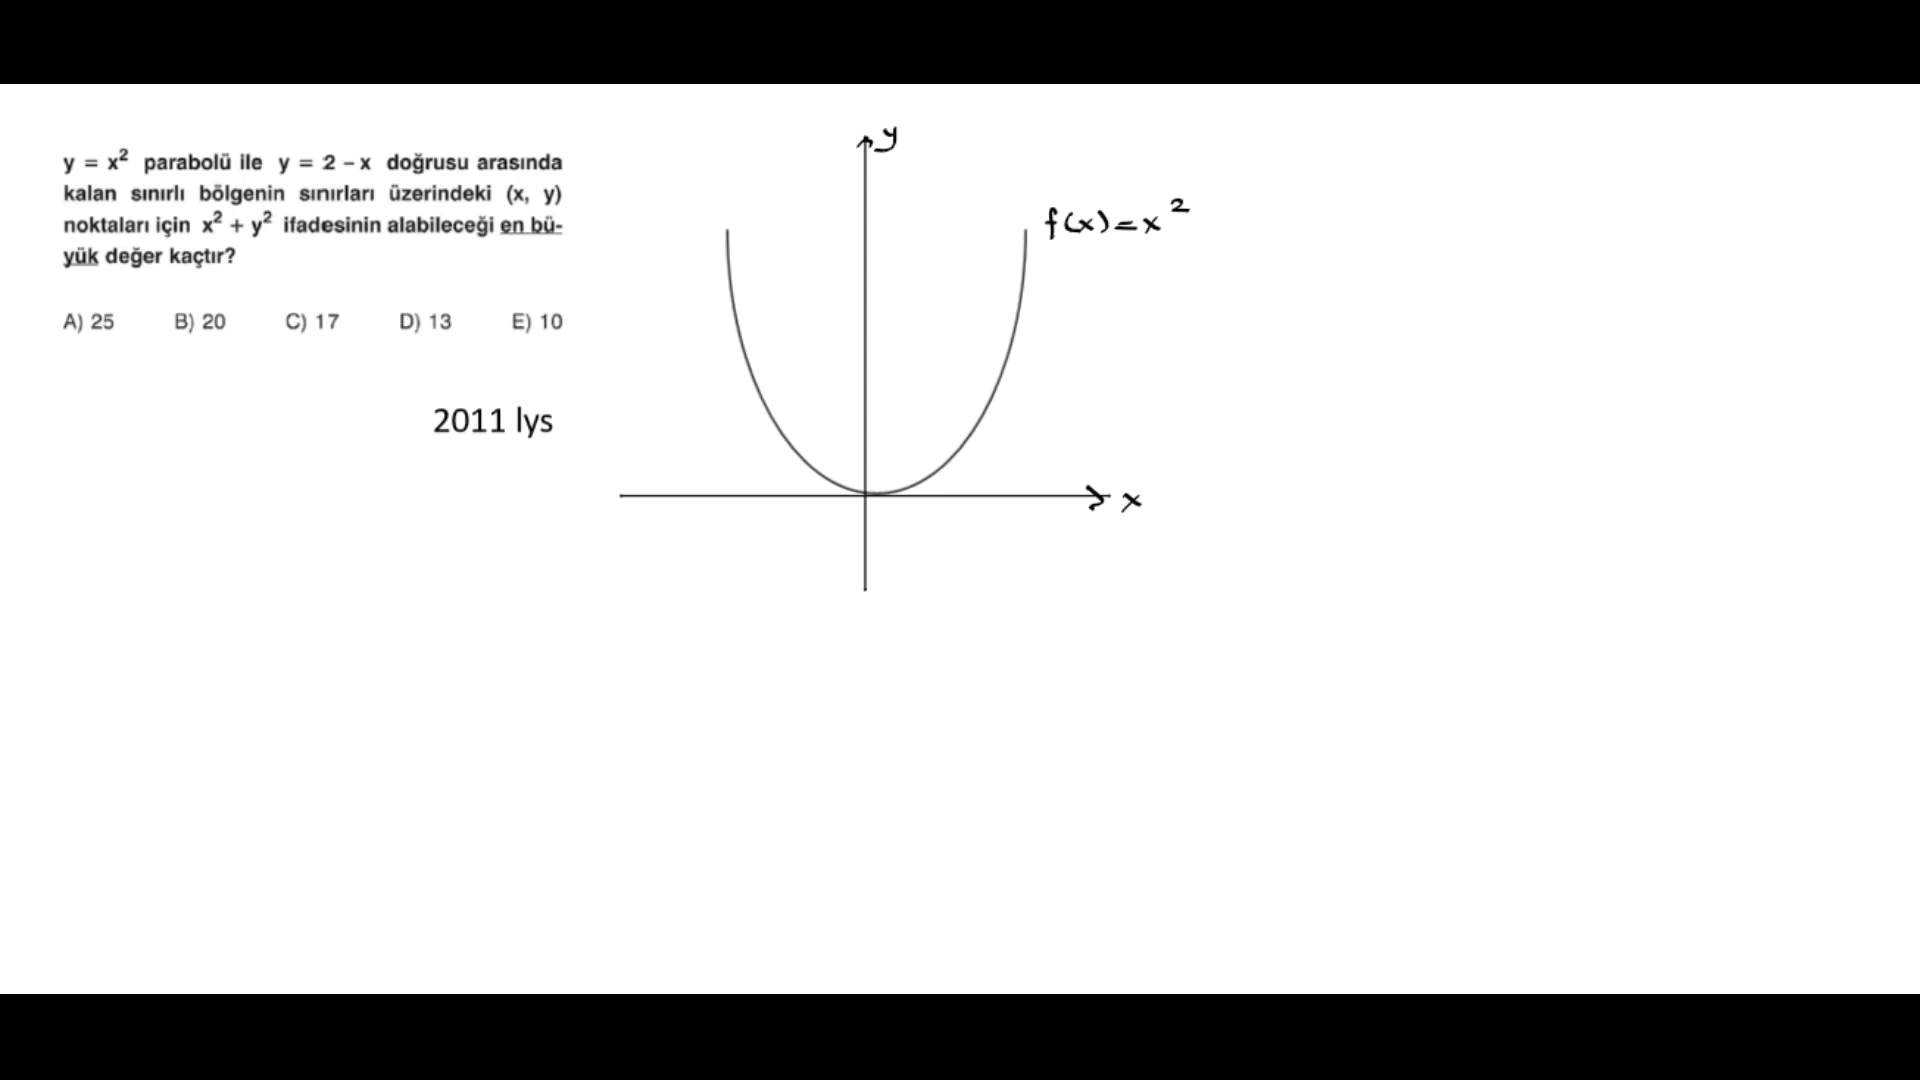 y = x² parabolü ile y = 2 – x doğrusu arasında
kalan sınırlı bölgenin sınırları üzerindeki (x, y)
noktaları için x² + y² ifadesinin alabileceği en bü-
yük değer kaçtır?
A) 25 B) 20 C) 17 D) 13 E) 10
2011 lys
y
f(x)=x²
x